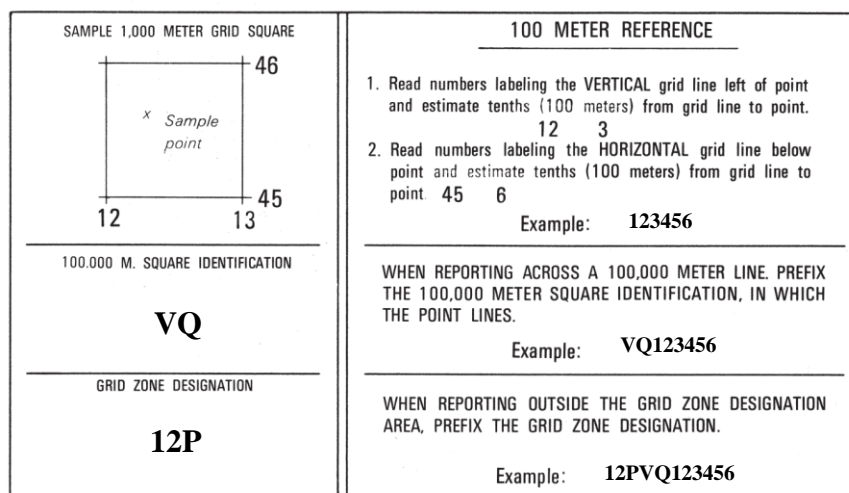 SAMPLE 1,000 METER GRID SQUARE
46
x Sample
point
45
12 13
100.000 M. SQUARE IDENTIFICATION
VQ
GRID ZONE DESIGNATION
12P
100 METER REFERENCE
1. Read numbers labeling the VERTICAL grid line left of point
and estimate tenths (100 meters) from grid line to point.
12 3
2. Read numbers labeling the HORIZONTAL grid line below
point and estimate tenths (100 meters) from grid line to
point 45 6
Example: 123456
WHEN REPORTING ACROSS A 100,000 METER LINE. PREFIX
THE 100,000 METER SQUARE IDENTIFICATION, IN WHICH
THE POINT LINES.
Example: VQ123456
WHEN REPORTING OUTSIDE THE GRID ZONE DESIGNATION
AREA, PREFIX THE GRID ZONE DESIGNATION.
Example: 12PVQ123456